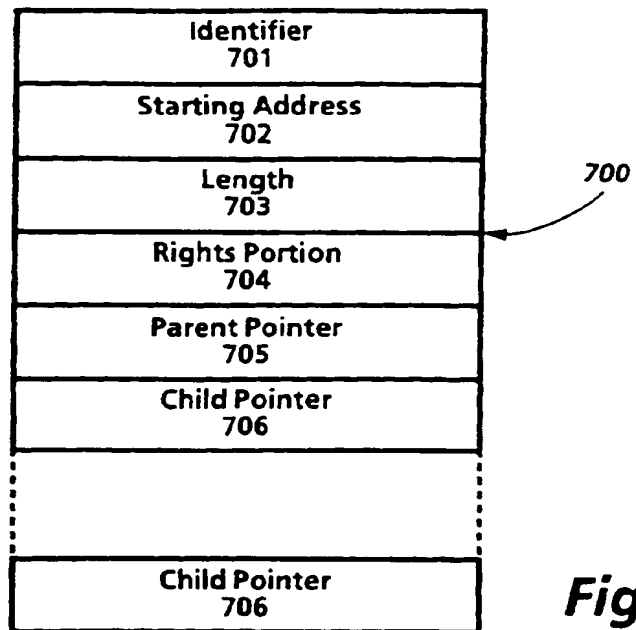 Identifier
701
Starting Address
702
Length
703
700
Rights Portion
704
Parent Pointer
705
Child Pointer
706
Child Pointer
706
Fig